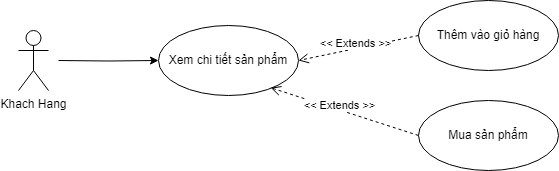 Khach Hang
Xem chi tiết sản phẩm
<< Extends >>
Thêm vào giỏ hàng
<< Extends >>
Mua sản phẩm